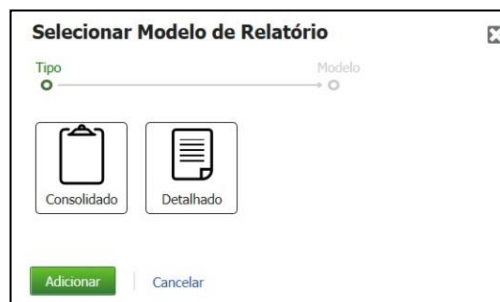 Selecionar Modelo de Relatório
Tipo Modelo
Consolidado Detalhado
Adicionar Cancelar